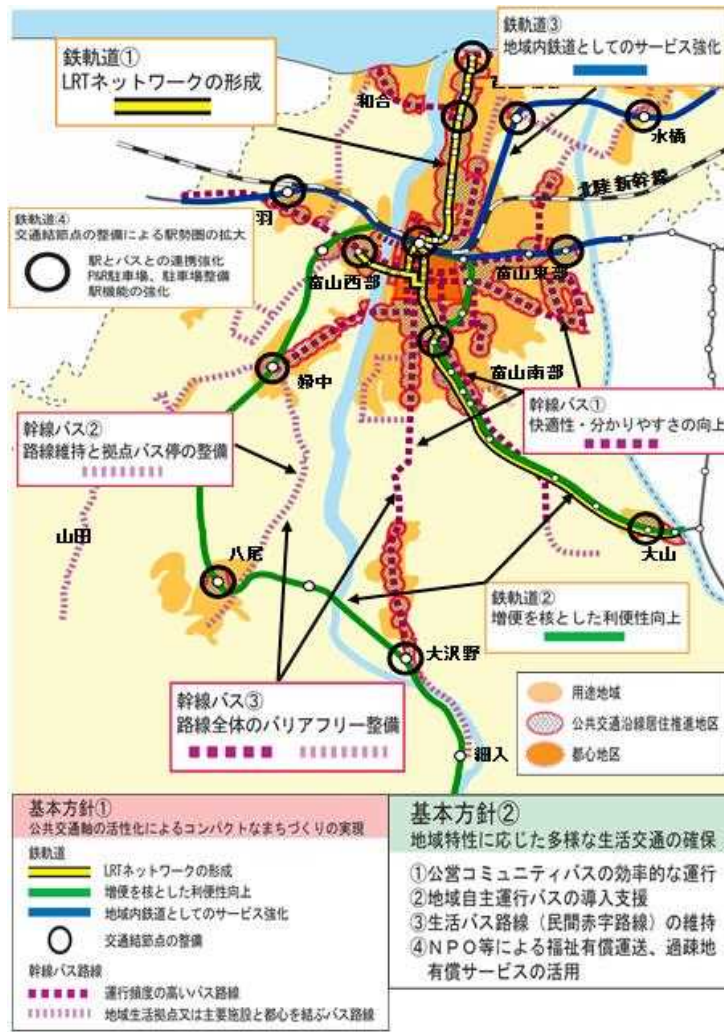 鉄軌道①
LRTネットワークの形成
鉄軌道③
地域内鉄道としてのサービス強化
和合
水橋
北陸新幹線
鉄軌道④
交通結節点の整備による駅勢圏の拡大
駅とバスとの連携強化
P&R駐車場、駐車場整備
駅機能の強化
羽
富山西部
富山東部
婦中
富山南部
幹線バス①
快適性・分かりやすさの向上
幹線バス②
路線維持と拠点バス停の整備
山田
八尾
大山
鉄軌道②
増便を核とした利便性向上
大沢野
幹線バス③
路線全体のバリアフリー整備
細入
用途地域
公共交通沿線居住推進地区
都心地区
基本方針①
公共交通軸の活性化によるコンパクトなまちづくりの実現
鉄軌道
LRTネットワークの形成
増便を核とした利便性向上
地域内鉄道としてのサービス強化
交通結節点の整備
幹線バス路線
運行頻度の高いバス路線
地域生活拠点又は主要施設と都心を結ぶバス路線
基本方針②
地域特性に応じた多様な生活交通の確保
①公営コミュニティバスの効率的な運行
②地域自主運行バスの導入支援
③生活バス路線（民間赤字路線）の維持
④NPO等による福祉有償運送、過疎地
有償サービスの活用